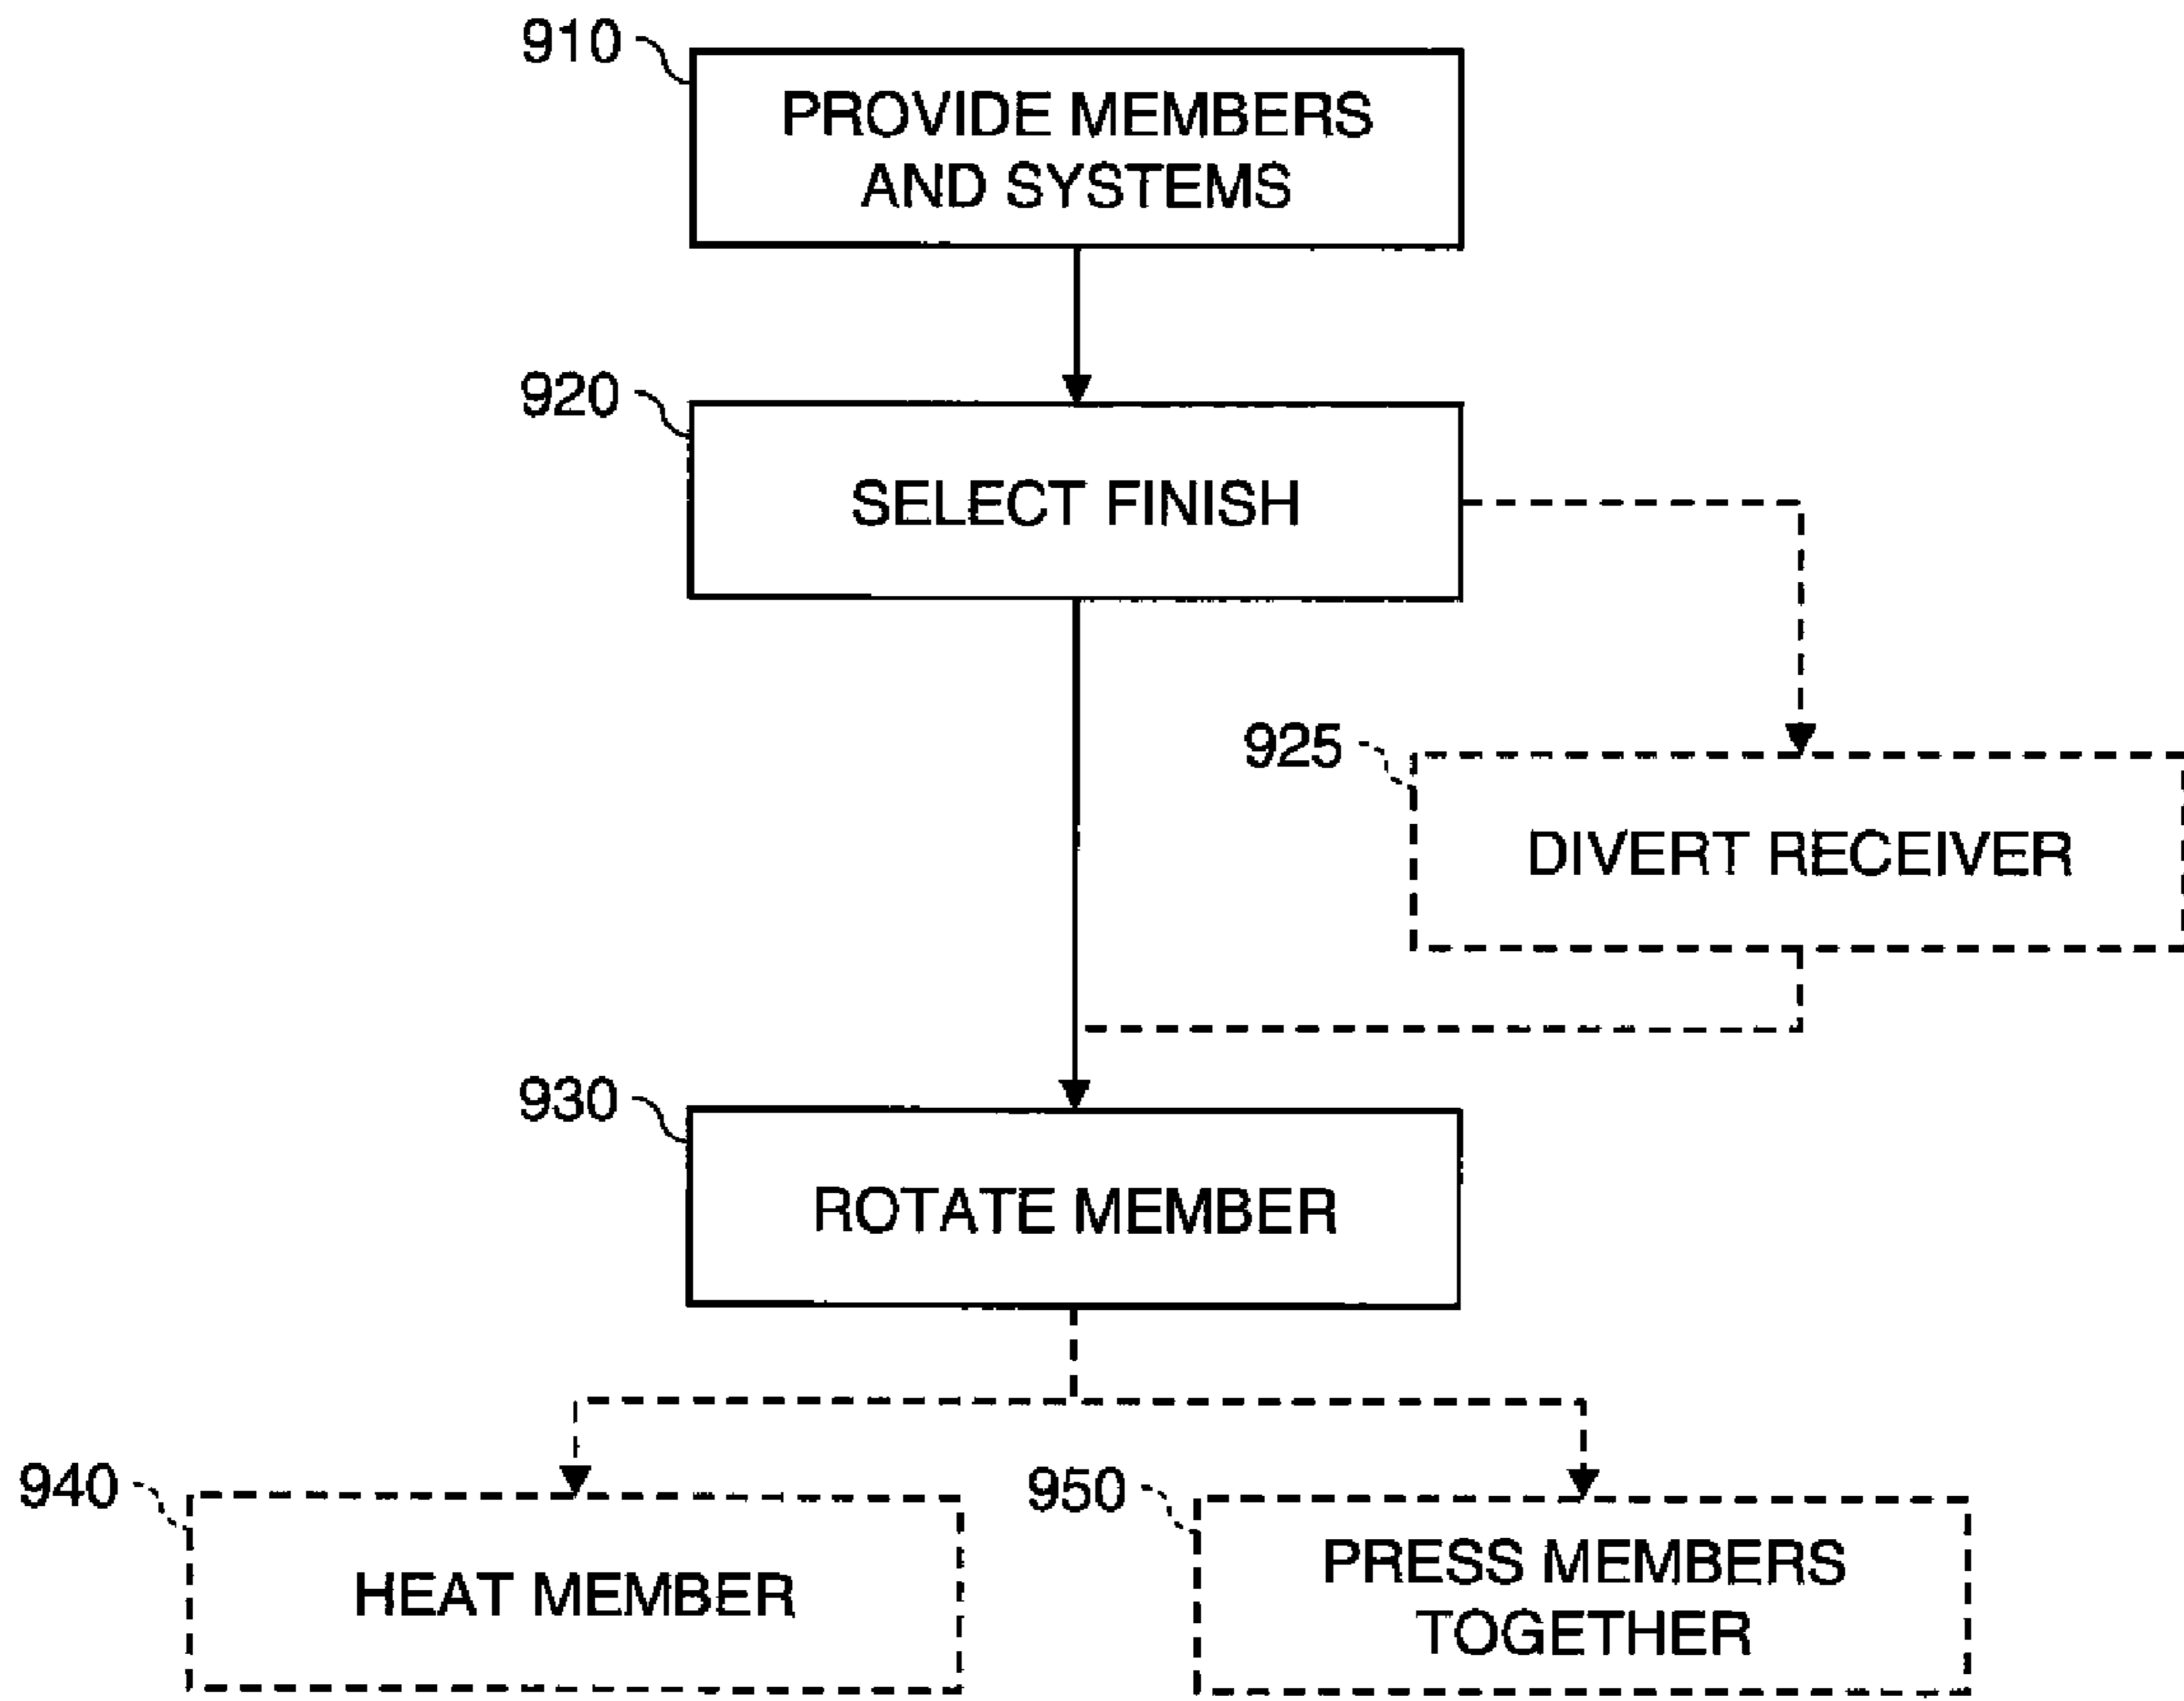 910
PROVIDE MEMBERS
AND SYSTEMS
920
SELECT FINISH
925
DIVERT RECEIVER
930
ROTATE MEMBER
940
HEAT MEMBER
950
PRESS MEMBERS
TOGETHER